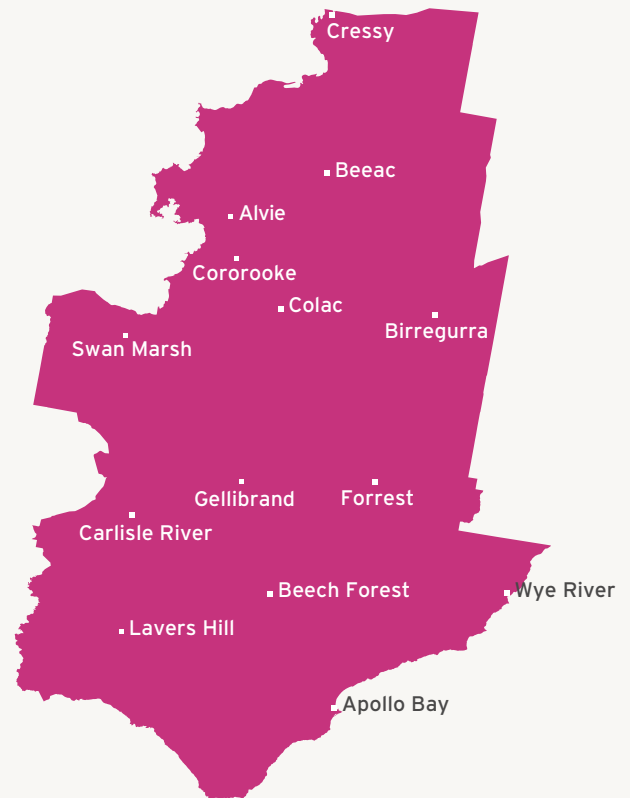 Cressy
Beeac
Alvie
Cororooke
Colac
Birregurra
Swan Marsh
Gellibrand
Forrest
Carlisle River
Beech Forest
Wye River
Lavers Hill
Apollo Bay